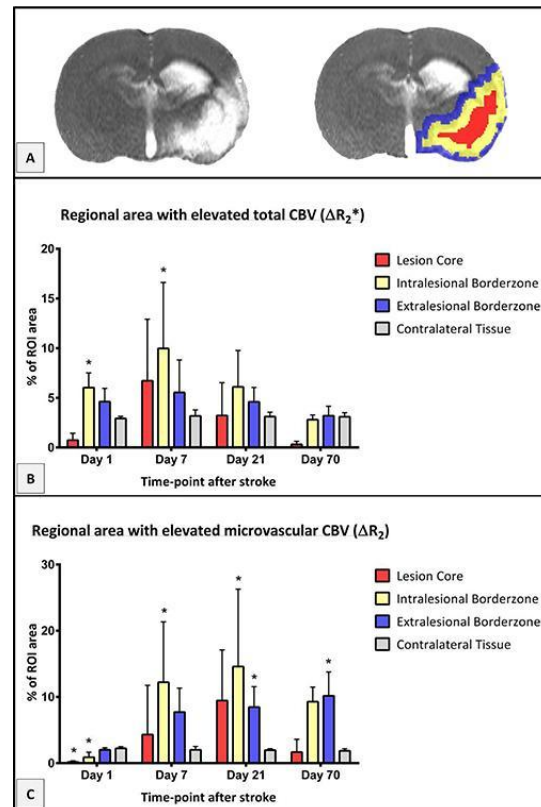 A
Regional area with elevated total CBV (ΔR₂*)
Lesion Core
Intralesional Borderzone
Extralesional Borderzone
Contralateral Tissue
% of ROI area
20
15
10
5
0
* *
Day 1 Day 7 Day 21 Day 70
Time-point after stroke
B
Regional area with elevated microvascular CBV (ΔR₂)
Lesion Core
Intralesional Borderzone
Extralesional Borderzone
Contralateral Tissue
% of ROI area
30
20
10
0
* * * * * *
Day 1 Day 7 Day 21 Day 70
Time-point after stroke
C